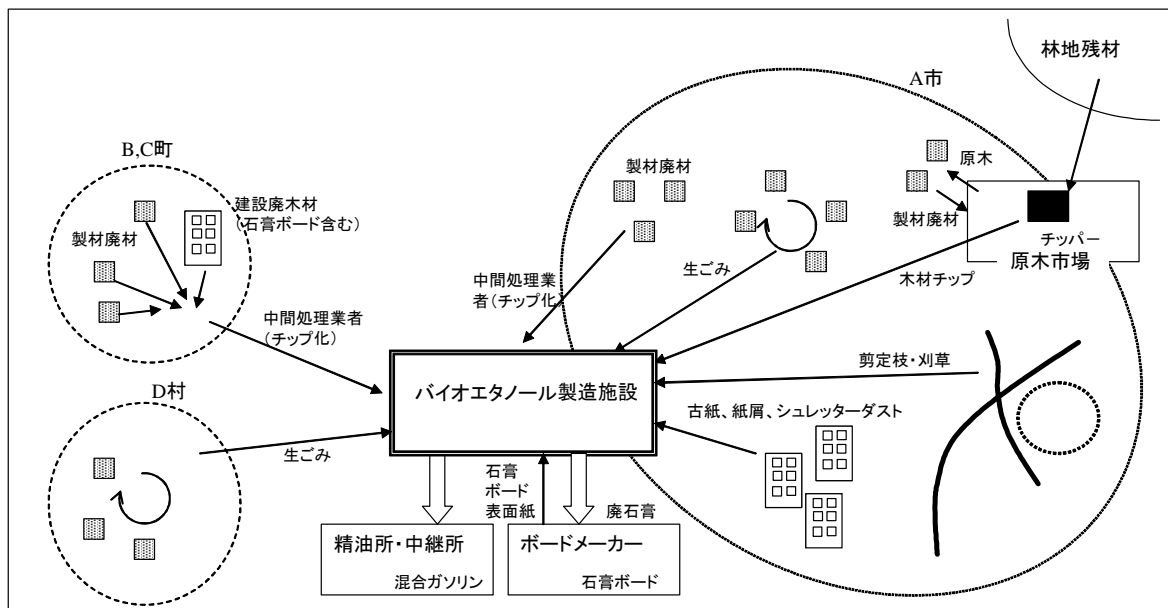 林地残材
A市
B,C町
製材廃材
原木
建設廃木材
(石膏ボード含む)
製材廃材
製材廃材
チッパー
原木市場
生ごみ
木材チップ
中間処理業
者(チップ化)
中間処理業者
(チップ化)
剪定枝・刈草
バイオエタノール製造施設
D村
古紙、紙屑、シュレッターダスト
生ごみ
石膏
ボード
表面紙
廃石膏
精油所・中継所
混合ガソリン
ボードメーカー
石膏ボード